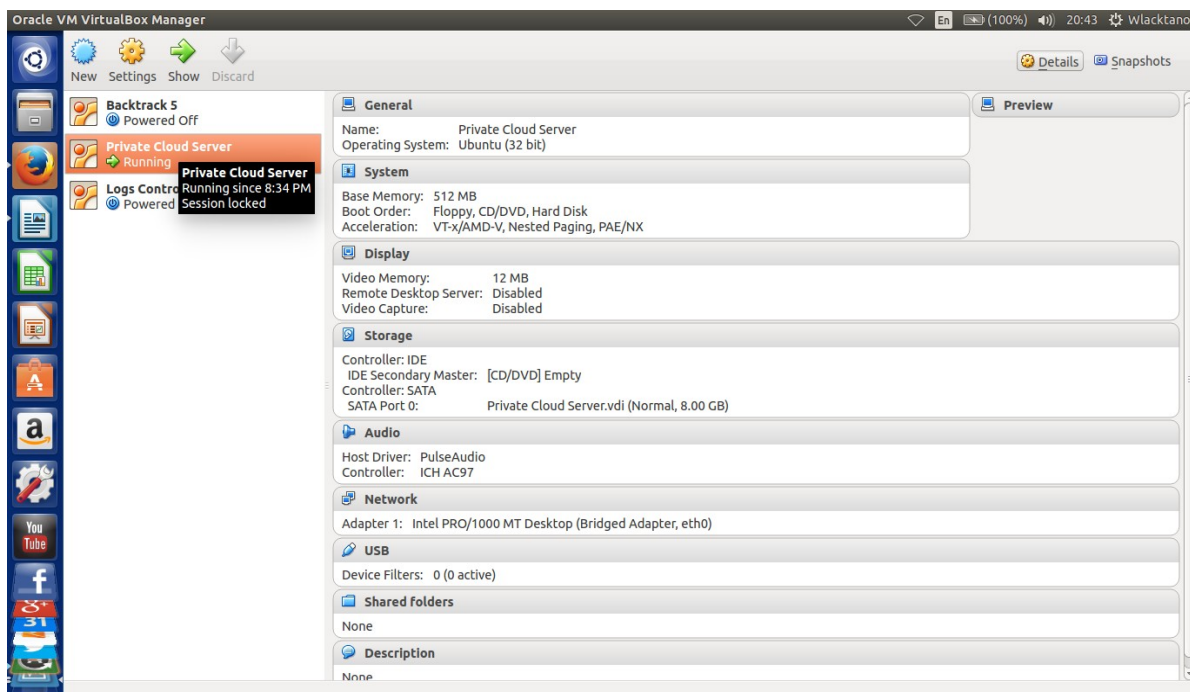 Oracle VM VirtualBox Manager
En (100%) 20:43 Wlacktano
New Settings Show Discard
Details Snapshots
Backtrack 5
Powered Off
Private Cloud Server
Running
Logs Contro
Powered
Private Cloud Server
Running since 8:34 PM
Session locked
General
Name: Private Cloud Server
Operating System: Ubuntu (32 bit)
Preview
System
Base Memory: 512 MB
Boot Order: Floppy, CD/DVD, Hard Disk
Acceleration: VT-x/AMD-V, Nested Paging, PAE/NX
Display
Video Memory: 12 MB
Remote Desktop Server: Disabled
Video Capture: Disabled
Storage
Controller: IDE
IDE Secondary Master: [CD/DVD] Empty
Controller: SATA
SATA Port 0: Private Cloud Server.vdi (Normal, 8.00 GB)
Audio
Host Driver: PulseAudio
Controller: ICH AC97
Network
Adapter 1: Intel PRO/1000 MT Desktop (Bridged Adapter, eth0)
USB
Device Filters: 0 (0 active)
Shared folders
None
Description
None
A
a
You
Tube
f
g+
31